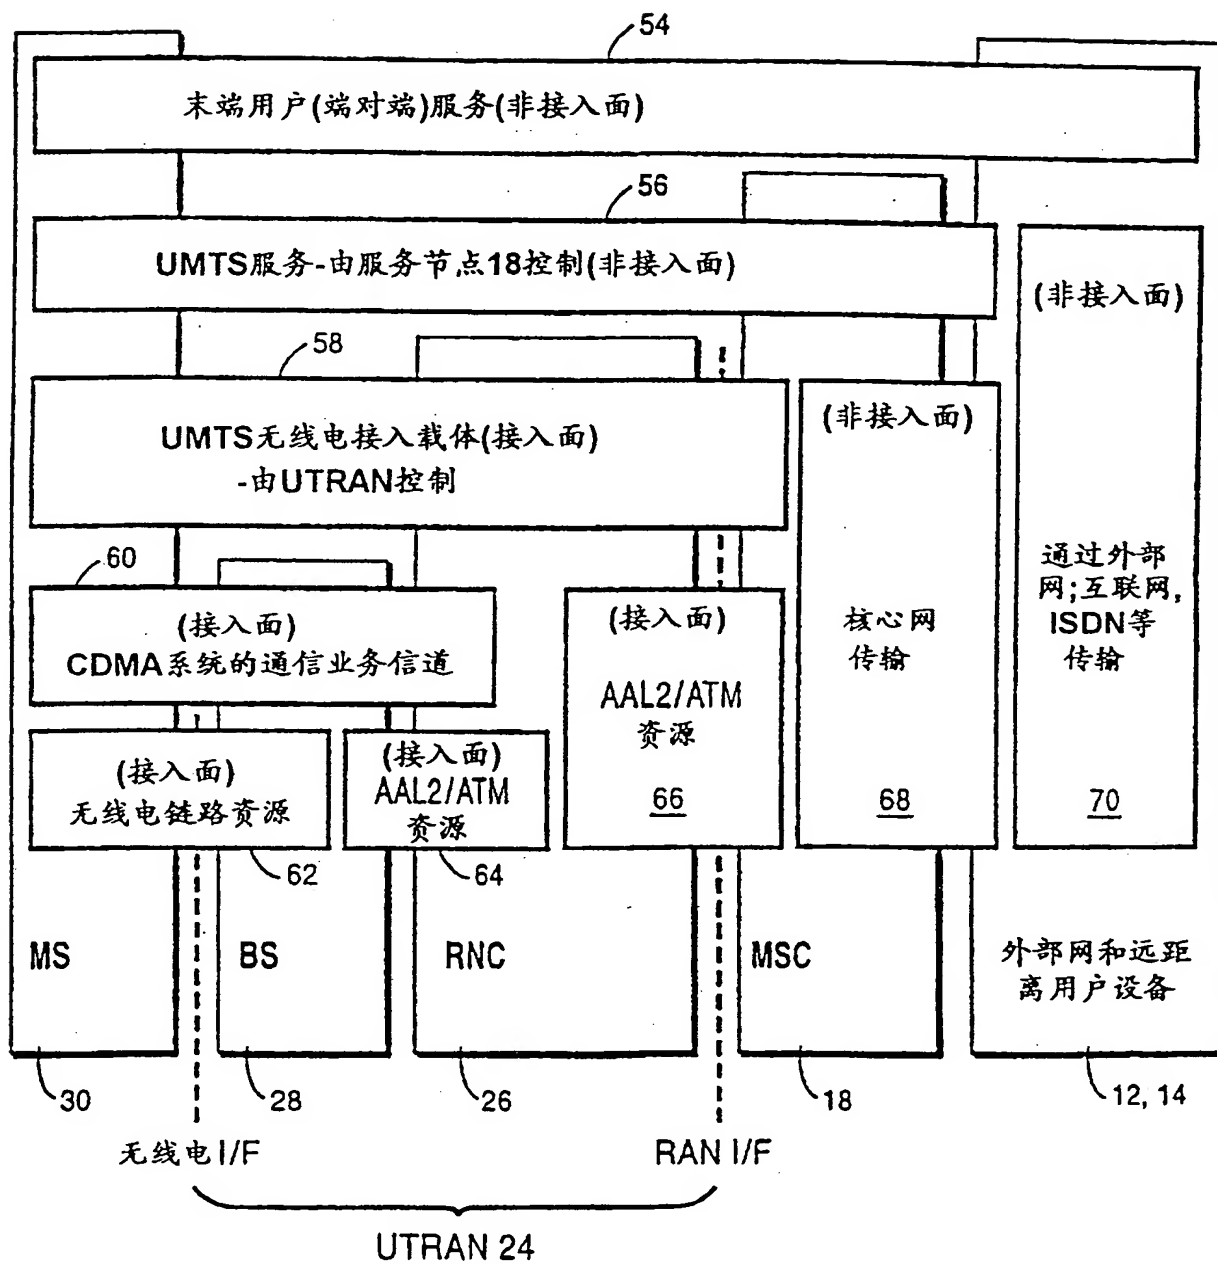 54
末端用户(端对端)服务(非接入面)
56
UMTS服务-由服务节点18控制(非接入面)
(非接入面)
58
UMTS无线电接入载体(接入面)
-由UTRAN控制
(非接入面)
60
(接入面)
CDMA系统的通信业务信道
(接入面)
AAL2/ATM
资源
66
核心网
传输
68
通过外部
网;互联网,
ISDN等
传输
70
(接入面)
无线电链路资源
62
(接入面)
AAL2/ATM
资源
64
MS
BS
RNC
MSC
外部网和远距
离用户设备
30
28
26
18
12, 14
无线电I/F
RAN I/F
UTRAN 24